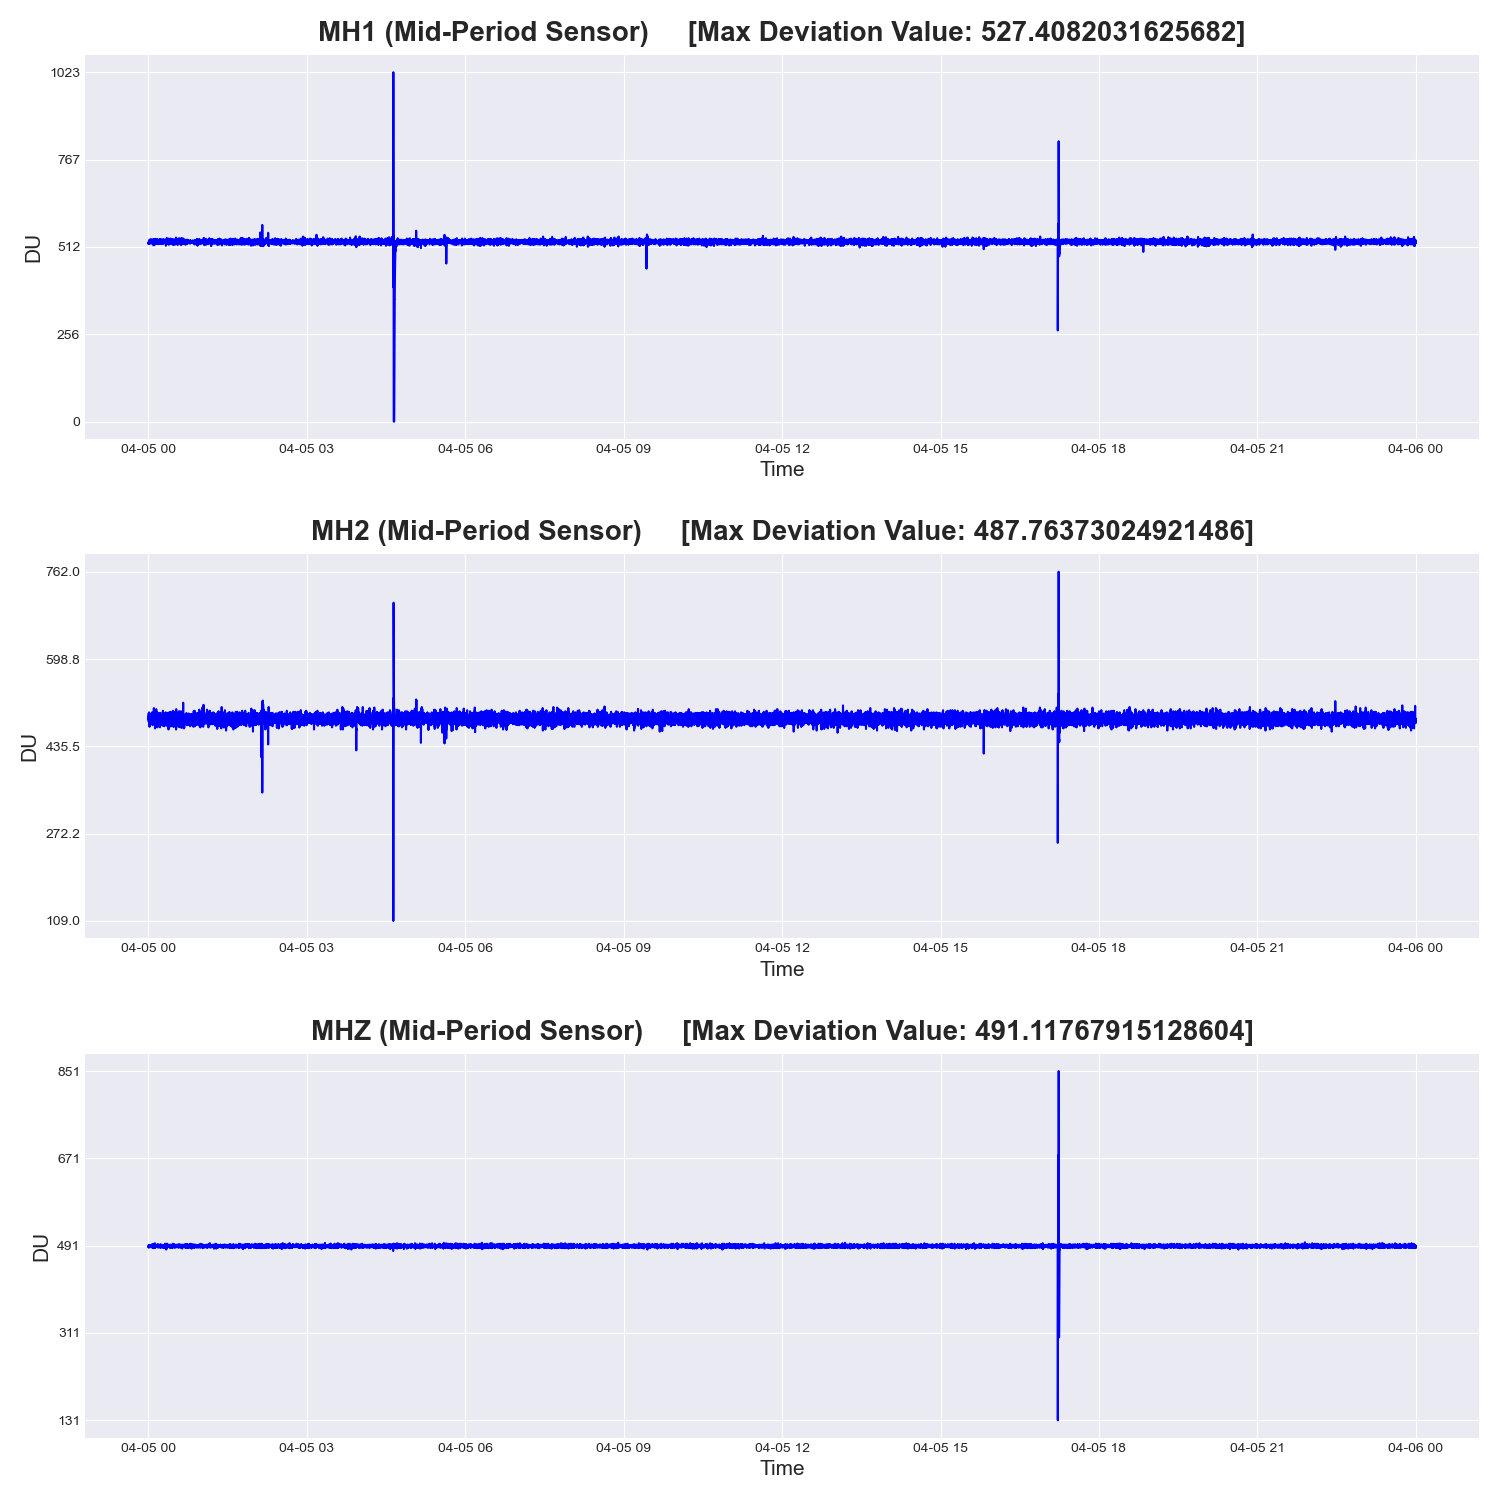 MH1 (Mid-Period Sensor) [Max Deviation Value: 527.4082031625682]
1023
767
512
256
0
DU
04-05 00 04-05 03 04-05 06 04-05 09 04-05 12 04-05 15 04-05 18 04-05 21 04-06 00
Time
MH2 (Mid-Period Sensor) [Max Deviation Value: 487.76373024921486]
762.0
598.8
435.5
272.2
109.0
DU
04-05 00 04-05 03 04-05 06 04-05 09 04-05 12 04-05 15 04-05 18 04-05 21 04-06 00
Time
MHZ (Mid-Period Sensor) [Max Deviation Value: 491.11767915128604]
851
671
491
311
131
DU
04-05 00 04-05 03 04-05 06 04-05 09 04-05 12 04-05 15 04-05 18 04-05 21 04-06 00
Time